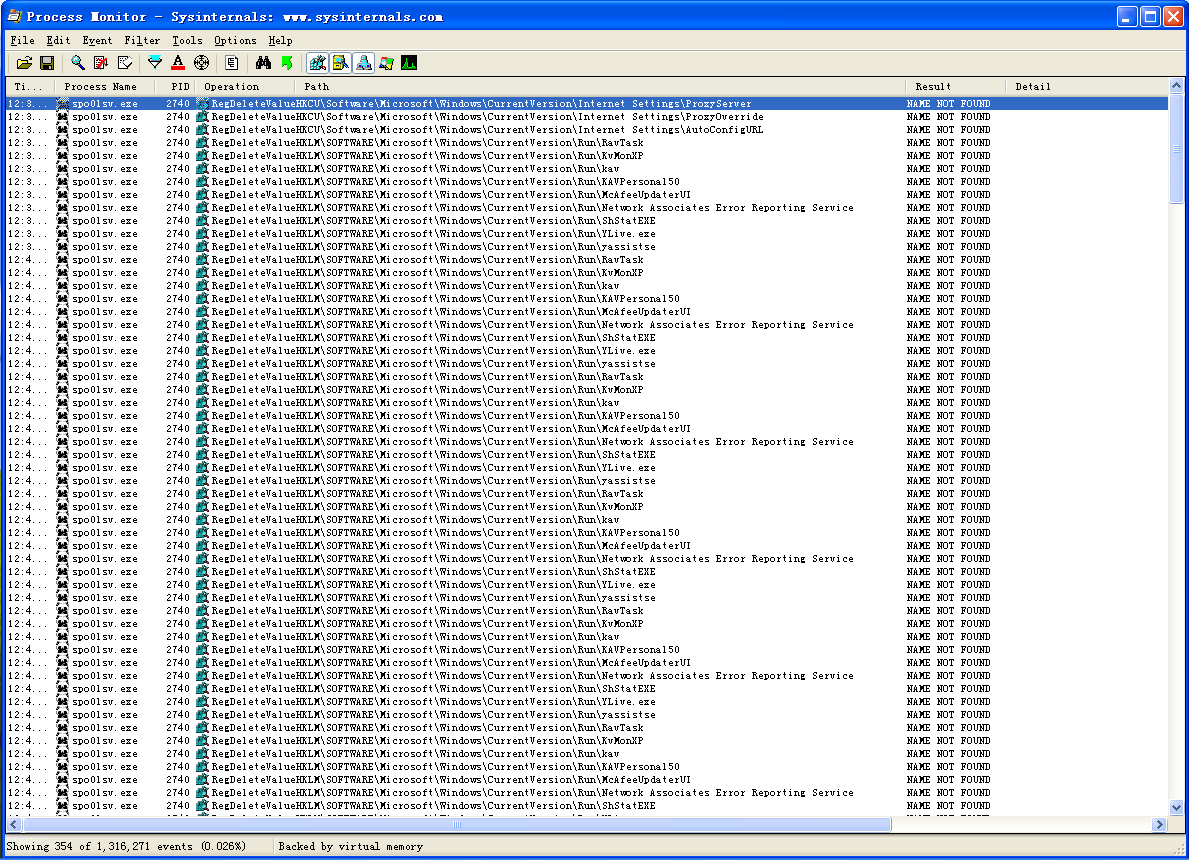 Process Monitor - Sysinternals: www.sysinternals.com
File Edit Event Filter Tools Options Help
Ti... Process Name PID Operation Path Result Detail
12:3... spo0lsv.exe 2740 RegDeleteValue HKCU\Software\Microsoft\Windows\CurrentVersion\Internet Settings\ProxyServer NAME NOT FOUND
12:3... spo0lsv.exe 2740 RegDeleteValue HKCU\Software\Microsoft\Windows\CurrentVersion\Internet Settings\ProxyOverride NAME NOT FOUND
12:3... spo0lsv.exe 2740 RegDeleteValue HKCU\Software\Microsoft\Windows\CurrentVersion\Internet Settings\AutoConfigURL NAME NOT FOUND
12:3... spo0lsv.exe 2740 RegDeleteValue HKLM\SOFTWARE\Microsoft\Windows\CurrentVersion\Run\RavTask NAME NOT FOUND
12:3... spo0lsv.exe 2740 RegDeleteValue HKLM\SOFTWARE\Microsoft\Windows\CurrentVersion\Run\KvMonXP NAME NOT FOUND
12:3... spo0lsv.exe 2740 RegDeleteValue HKLM\SOFTWARE\Microsoft\Windows\CurrentVersion\Run\kav NAME NOT FOUND
12:3... spo0lsv.exe 2740 RegDeleteValue HKLM\SOFTWARE\Microsoft\Windows\CurrentVersion\Run\KAVPersonal50 NAME NOT FOUND
12:3... spo0lsv.exe 2740 RegDeleteValue HKLM\SOFTWARE\Microsoft\Windows\CurrentVersion\Run\McAfeeUpdaterUI NAME NOT FOUND
12:3... spo0lsv.exe 2740 RegDeleteValue HKLM\SOFTWARE\Microsoft\Windows\CurrentVersion\Run\Network Associates Error Reporting Service NAME NOT FOUND
12:3... spo0lsv.exe 2740 RegDeleteValue HKLM\SOFTWARE\Microsoft\Windows\CurrentVersion\Run\ShStatEXE NAME NOT FOUND
12:3... spo0lsv.exe 2740 RegDeleteValue HKLM\SOFTWARE\Microsoft\Windows\CurrentVersion\Run\YLive.exe NAME NOT FOUND
12:3... spo0lsv.exe 2740 RegDeleteValue HKLM\SOFTWARE\Microsoft\Windows\CurrentVersion\Run\yassistse NAME NOT FOUND
12:4... spo0lsv.exe 2740 RegDeleteValue HKLM\SOFTWARE\Microsoft\Windows\CurrentVersion\Run\RavTask NAME NOT FOUND
12:4... spo0lsv.exe 2740 RegDeleteValue HKLM\SOFTWARE\Microsoft\Windows\CurrentVersion\Run\KvMonXP NAME NOT FOUND
12:4... spo0lsv.exe 2740 RegDeleteValue HKLM\SOFTWARE\Microsoft\Windows\CurrentVersion\Run\kav NAME NOT FOUND
12:4... spo0lsv.exe 2740 RegDeleteValue HKLM\SOFTWARE\Microsoft\Windows\CurrentVersion\Run\KAVPersonal50 NAME NOT FOUND
12:4... spo0lsv.exe 2740 RegDeleteValue HKLM\SOFTWARE\Microsoft\Windows\CurrentVersion\Run\McAfeeUpdaterUI NAME NOT FOUND
12:4... spo0lsv.exe 2740 RegDeleteValue HKLM\SOFTWARE\Microsoft\Windows\CurrentVersion\Run\Network Associates Error Reporting Service NAME NOT FOUND
12:4... spo0lsv.exe 2740 RegDeleteValue HKLM\SOFTWARE\Microsoft\Windows\CurrentVersion\Run\ShStatEXE NAME NOT FOUND
12:4... spo0lsv.exe 2740 RegDeleteValue HKLM\SOFTWARE\Microsoft\Windows\CurrentVersion\Run\YLive.exe NAME NOT FOUND
12:4... spo0lsv.exe 2740 RegDeleteValue HKLM\SOFTWARE\Microsoft\Windows\CurrentVersion\Run\yassistse NAME NOT FOUND
12:4... spo0lsv.exe 2740 RegDeleteValue HKLM\SOFTWARE\Microsoft\Windows\CurrentVersion\Run\RavTask NAME NOT FOUND
12:4... spo0lsv.exe 2740 RegDeleteValue HKLM\SOFTWARE\Microsoft\Windows\CurrentVersion\Run\KvMonXP NAME NOT FOUND
12:4... spo0lsv.exe 2740 RegDeleteValue HKLM\SOFTWARE\Microsoft\Windows\CurrentVersion\Run\kav NAME NOT FOUND
12:4... spo0lsv.exe 2740 RegDeleteValue HKLM\SOFTWARE\Microsoft\Windows\CurrentVersion\Run\KAVPersonal50 NAME NOT FOUND
12:4... spo0lsv.exe 2740 RegDeleteValue HKLM\SOFTWARE\Microsoft\Windows\CurrentVersion\Run\McAfeeUpdaterUI NAME NOT FOUND
12:4... spo0lsv.exe 2740 RegDeleteValue HKLM\SOFTWARE\Microsoft\Windows\CurrentVersion\Run\Network Associates Error Reporting Service NAME NOT FOUND
12:4... spo0lsv.exe 2740 RegDeleteValue HKLM\SOFTWARE\Microsoft\Windows\CurrentVersion\Run\ShStatEXE NAME NOT FOUND
12:4... spo0lsv.exe 2740 RegDeleteValue HKLM\SOFTWARE\Microsoft\Windows\CurrentVersion\Run\YLive.exe NAME NOT FOUND
12:4... spo0lsv.exe 2740 RegDeleteValue HKLM\SOFTWARE\Microsoft\Windows\CurrentVersion\Run\yassistse NAME NOT FOUND
12:4... spo0lsv.exe 2740 RegDeleteValue HKLM\SOFTWARE\Microsoft\Windows\CurrentVersion\Run\RavTask NAME NOT FOUND
12:4... spo0lsv.exe 2740 RegDeleteValue HKLM\SOFTWARE\Microsoft\Windows\CurrentVersion\Run\KvMonXP NAME NOT FOUND
12:4... spo0lsv.exe 2740 RegDeleteValue HKLM\SOFTWARE\Microsoft\Windows\CurrentVersion\Run\kav NAME NOT FOUND
12:4... spo0lsv.exe 2740 RegDeleteValue HKLM\SOFTWARE\Microsoft\Windows\CurrentVersion\Run\KAVPersonal50 NAME NOT FOUND
12:4... spo0lsv.exe 2740 RegDeleteValue HKLM\SOFTWARE\Microsoft\Windows\CurrentVersion\Run\McAfeeUpdaterUI NAME NOT FOUND
12:4... spo0lsv.exe 2740 RegDeleteValue HKLM\SOFTWARE\Microsoft\Windows\CurrentVersion\Run\Network Associates Error Reporting Service NAME NOT FOUND
12:4... spo0lsv.exe 2740 RegDeleteValue HKLM\SOFTWARE\Microsoft\Windows\CurrentVersion\Run\ShStatEXE NAME NOT FOUND
12:4... spo0lsv.exe 2740 RegDeleteValue HKLM\SOFTWARE\Microsoft\Windows\CurrentVersion\Run\YLive.exe NAME NOT FOUND
12:4... spo0lsv.exe 2740 RegDeleteValue HKLM\SOFTWARE\Microsoft\Windows\CurrentVersion\Run\yassistse NAME NOT FOUND
12:4... spo0lsv.exe 2740 RegDeleteValue HKLM\SOFTWARE\Microsoft\Windows\CurrentVersion\Run\RavTask NAME NOT FOUND
12:4... spo0lsv.exe 2740 RegDeleteValue HKLM\SOFTWARE\Microsoft\Windows\CurrentVersion\Run\KvMonXP NAME NOT FOUND
12:4... spo0lsv.exe 2740 RegDeleteValue HKLM\SOFTWARE\Microsoft\Windows\CurrentVersion\Run\kav NAME NOT FOUND
12:4... spo0lsv.exe 2740 RegDeleteValue HKLM\SOFTWARE\Microsoft\Windows\CurrentVersion\Run\KAVPersonal50 NAME NOT FOUND
12:4... spo0lsv.exe 2740 RegDeleteValue HKLM\SOFTWARE\Microsoft\Windows\CurrentVersion\Run\McAfeeUpdaterUI NAME NOT FOUND
12:4... spo0lsv.exe 2740 RegDeleteValue HKLM\SOFTWARE\Microsoft\Windows\CurrentVersion\Run\Network Associates Error Reporting Service NAME NOT FOUND
12:4... spo0lsv.exe 2740 RegDeleteValue HKLM\SOFTWARE\Microsoft\Windows\CurrentVersion\Run\ShStatEXE NAME NOT FOUND
12:4... spo0lsv.exe 2740 RegDeleteValue HKLM\SOFTWARE\Microsoft\Windows\CurrentVersion\Run\YLive.exe NAME NOT FOUND
12:4... spo0lsv.exe 2740 RegDeleteValue HKLM\SOFTWARE\Microsoft\Windows\CurrentVersion\Run\yassistse NAME NOT FOUND
12:4... spo0lsv.exe 2740 RegDeleteValue HKLM\SOFTWARE\Microsoft\Windows\CurrentVersion\Run\RavTask NAME NOT FOUND
12:4... spo0lsv.exe 2740 RegDeleteValue HKLM\SOFTWARE\Microsoft\Windows\CurrentVersion\Run\KvMonXP NAME NOT FOUND
12:4... spo0lsv.exe 2740 RegDeleteValue HKLM\SOFTWARE\Microsoft\Windows\CurrentVersion\Run\kav NAME NOT FOUND
12:4... spo0lsv.exe 2740 RegDeleteValue HKLM\SOFTWARE\Microsoft\Windows\CurrentVersion\Run\KAVPersonal50 NAME NOT FOUND
12:4... spo0lsv.exe 2740 RegDeleteValue HKLM\SOFTWARE\Microsoft\Windows\CurrentVersion\Run\McAfeeUpdaterUI NAME NOT FOUND
12:4... spo0lsv.exe 2740 RegDeleteValue HKLM\SOFTWARE\Microsoft\Windows\CurrentVersion\Run\Network Associates Error Reporting Service NAME NOT FOUND
12:4... spo0lsv.exe 2740 RegDeleteValue HKLM\SOFTWARE\Microsoft\Windows\CurrentVersion\Run\ShStatEXE NAME NOT FOUND
Showing 354 of 1,316,271 events (0.026%) Backed by virtual memory